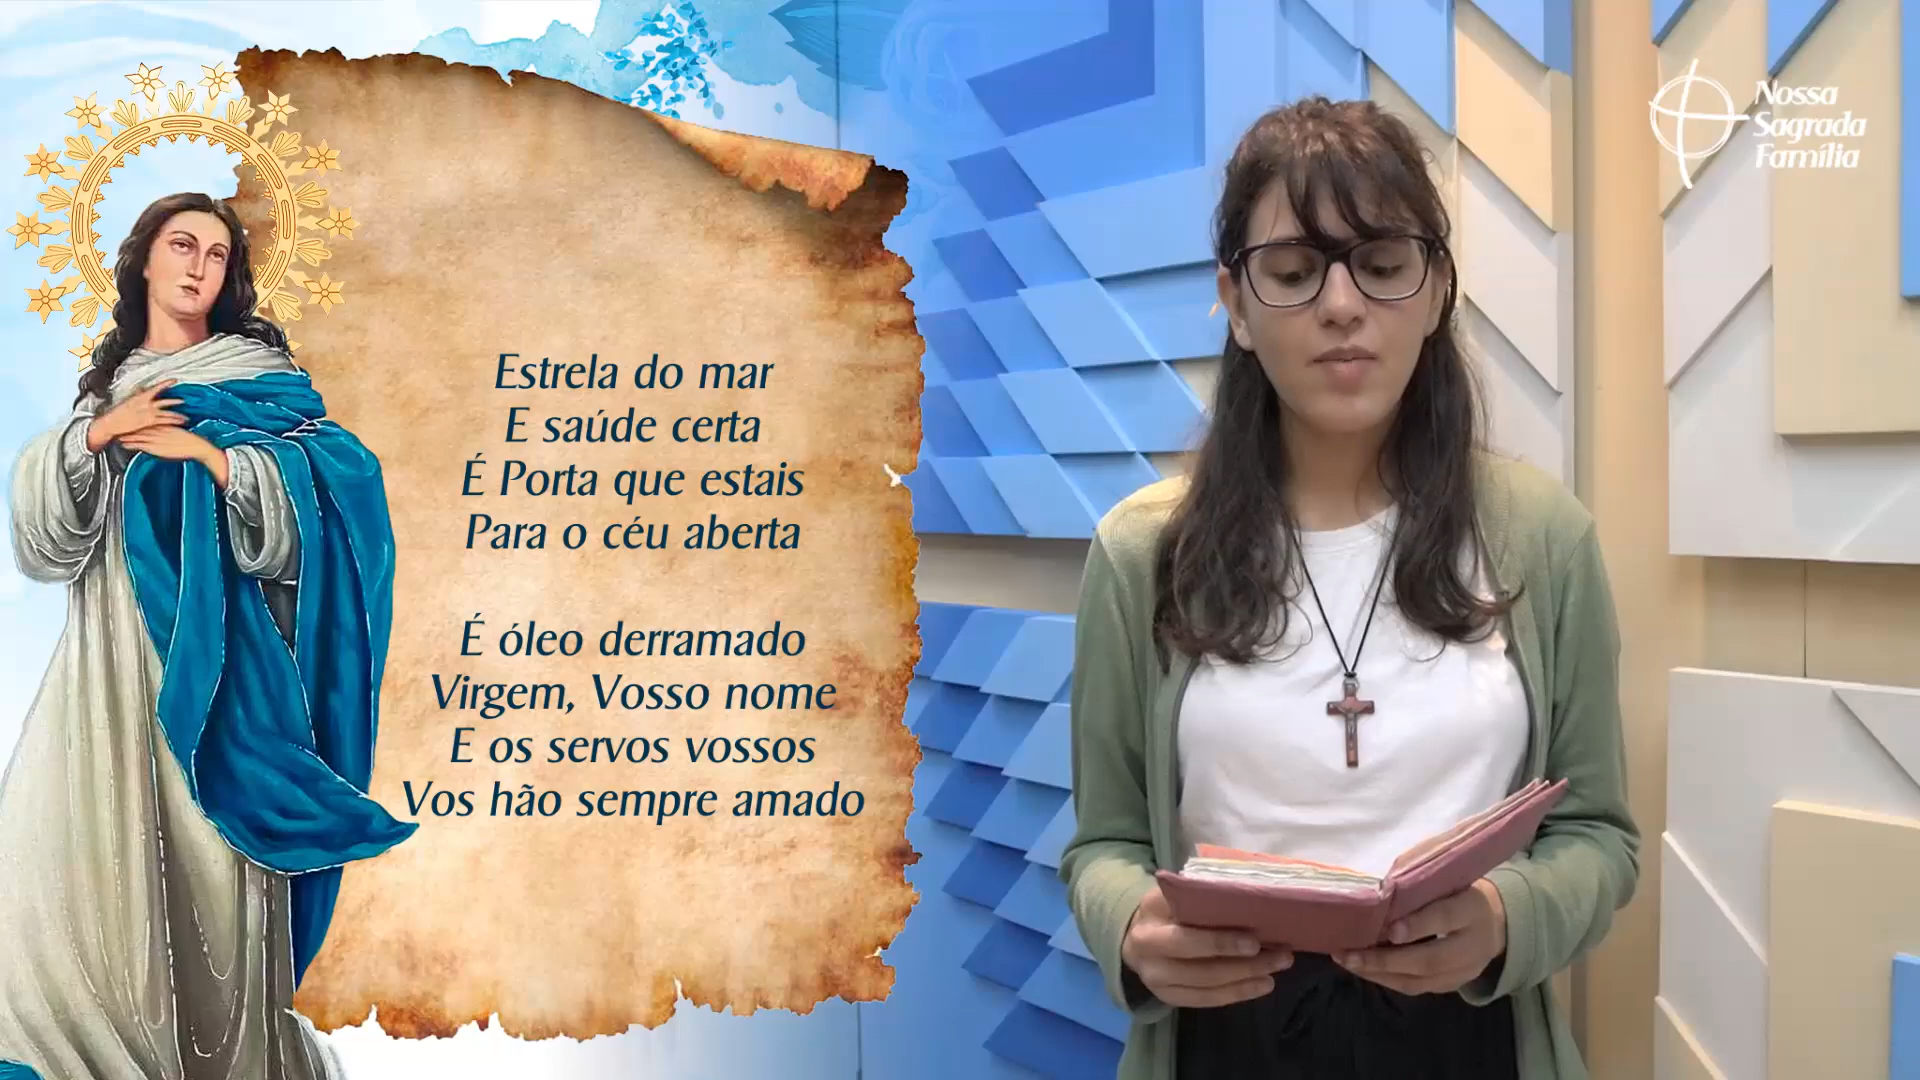 Estrela do mar
E saúde certa
É Porta que estais
Para o céu aberta
É óleo derramado
Virgem, Vosso nome
E os servos vossos
Vos hão sempre amado
Nossa
Sagrada
Família